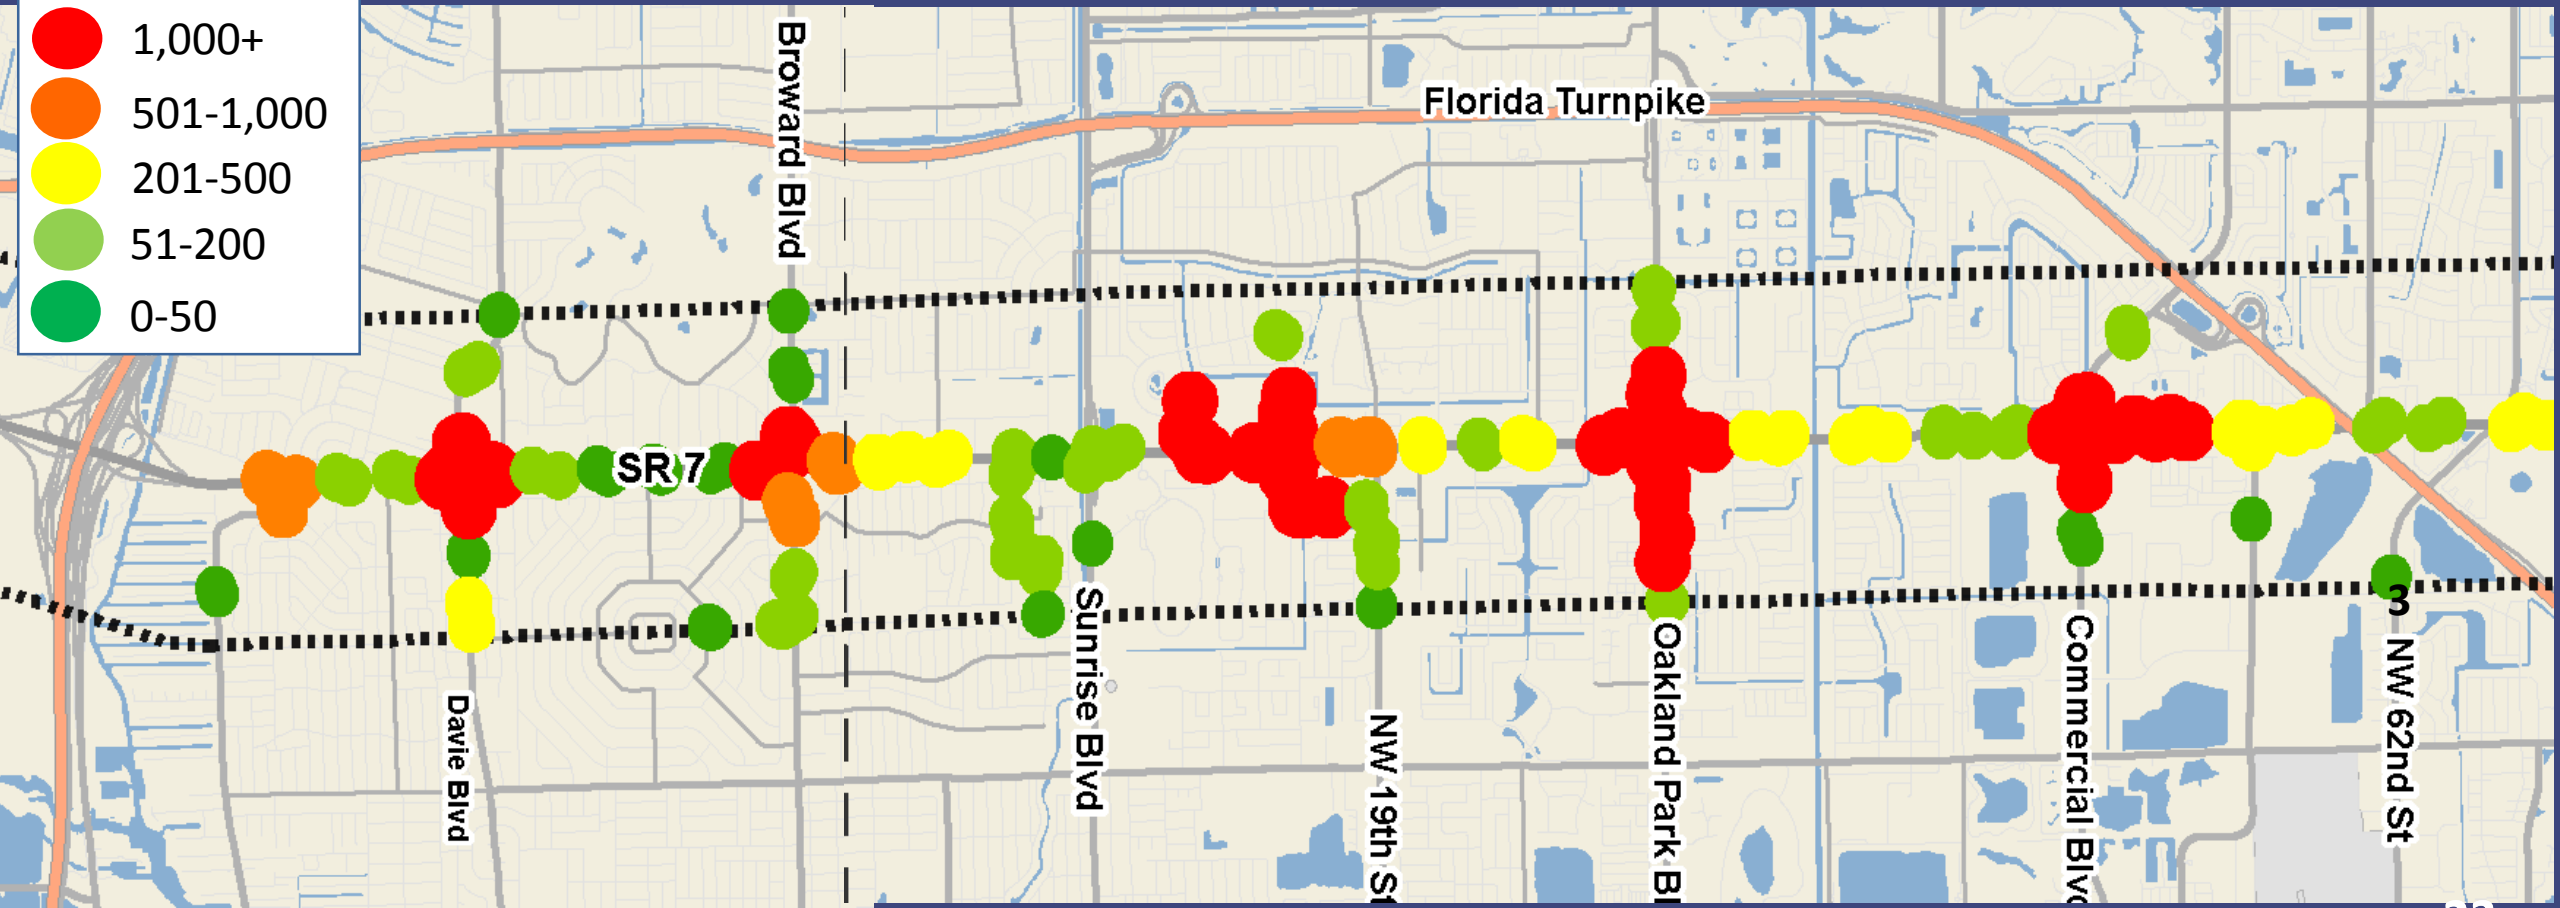 1,000+
501-1,000
201-500
51-200
0-50
Broward Blvd
Florida Turnpike
SR 7
Davie Blvd
Sunrise Blvd
NW 19th St
Oakland Park Bl
Commercial Blvd
3
NW 62nd St